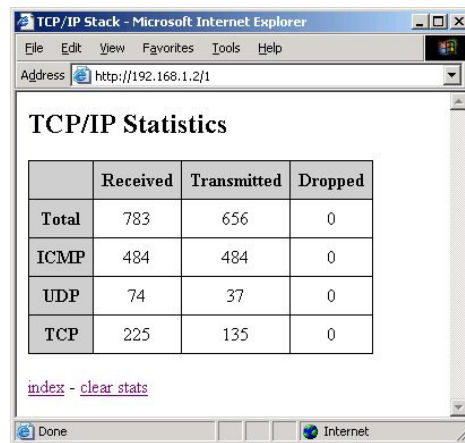 TCP/IP Stack - Microsoft Internet Explorer
File Edit View Favorites Tools Help
Address http://192.168.1.2/1
TCP/IP Statistics
Received Transmitted Dropped
Total 783 656 0
ICMP 484 484 0
UDP 74 37 0
TCP 225 135 0
index - clear stats
Done Internet